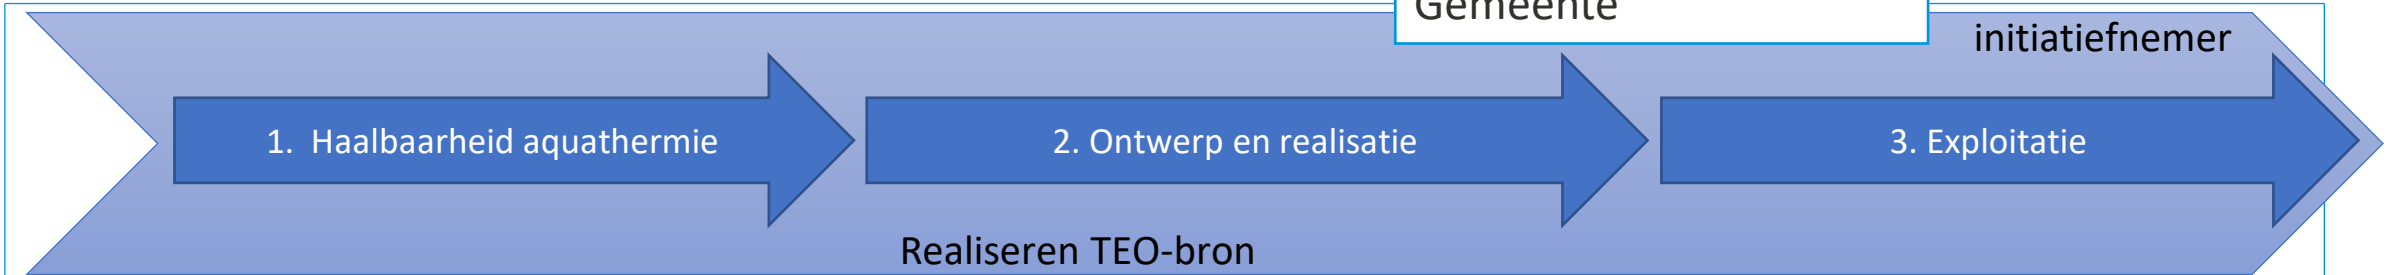 Gemeente
initiatiefnemer
1. Haalbaarheid aquathermie
2. Ontwerp en realisatie
3. Exploitatie
Realiseren TEO-bron